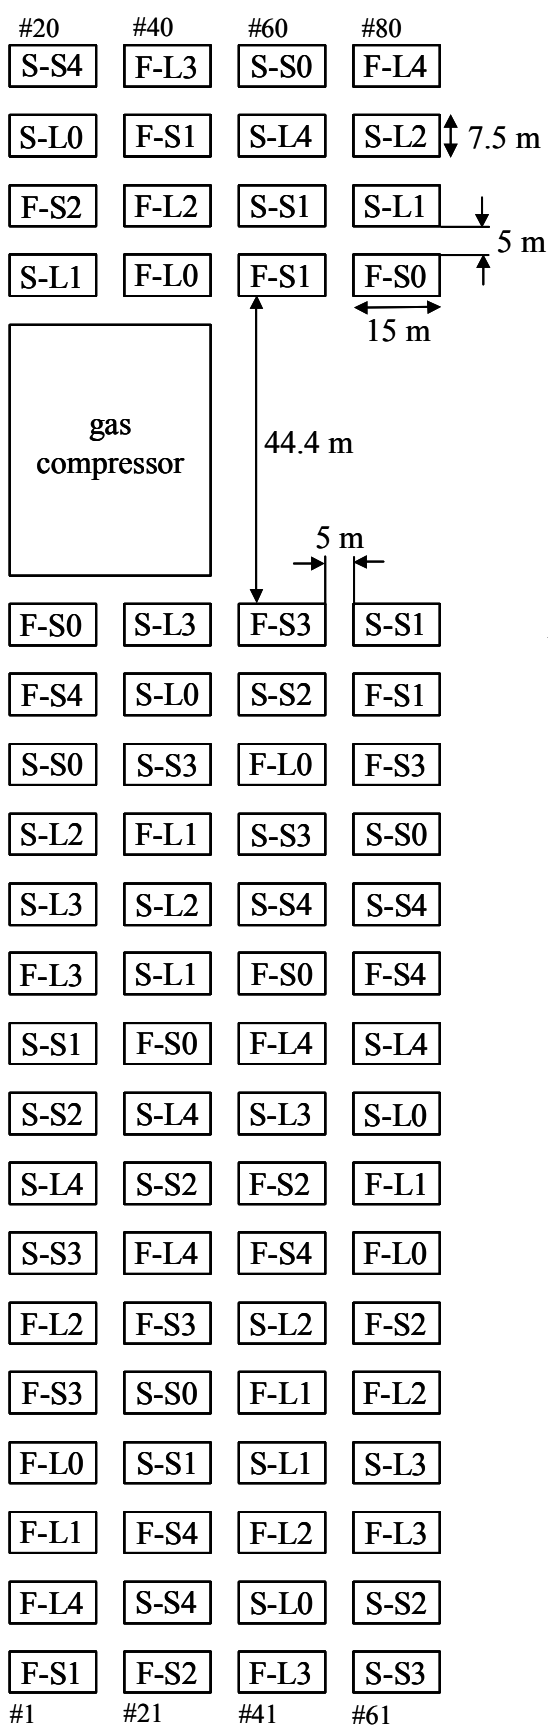 #20 #40 #60 #80
S-S4 F-L3 S-S0 F-L4
S-L0 F-S1 S-L4 S-L2 7.5 m
F-S2 F-L2 S-S1 S-L1
5 m
S-L1 F-L0 F-S1 F-S0
15 m
gas
compressor
44.4 m
5 m
F-S0 S-L3 F-S3 S-S1
F-S4 S-L0 S-S2 F-S1
S-S0 S-S3 F-L0 F-S3
S-L2 F-L1 S-S3 S-S0
S-L3 S-L2 S-S4 S-S4
F-L3 S-L1 F-S0 F-S4
S-S1 F-S0 F-L4 S-L4
S-S2 S-L4 S-L3 S-L0
S-L4 S-S2 F-S2 F-L1
S-S3 F-L4 F-S4 F-L0
F-L2 F-S3 S-L2 F-S2
F-S3 S-S0 F-L1 F-L2
F-L0 S-S1 S-L1 S-L3
F-L1 F-S4 F-L2 F-L3
F-L4 S-S4 S-L0 S-S2
F-S1 F-S2 F-L3 S-S3
#1 #21 #41 #61